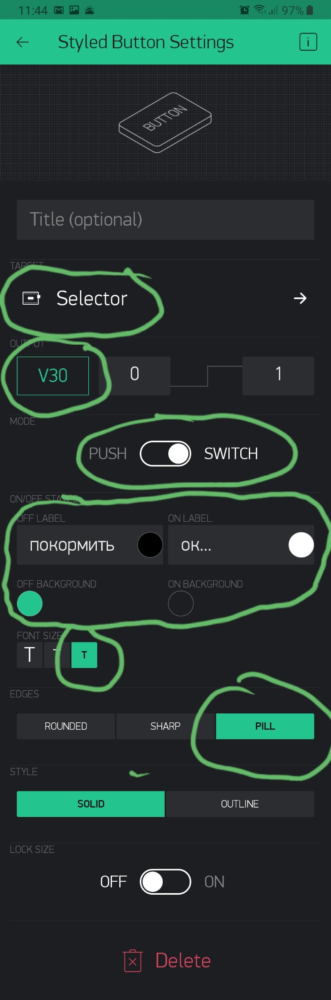 11:44 97%
Styled Button Settings i
BUTTON
Title (optional)
TARGET
Selector
OUTPUT
V30 0 1
MODE
PUSH SWITCH
ON/OFF STATES
OFF LABEL ON LABEL
покормить ок...
OFF BACKGROUND ON BACKGROUND
FONT SIZE
T T T
EDGES
ROUNDED SHARP PILL
STYLE
SOLID OUTLINE
LOCK SIZE
OFF ON
Delete